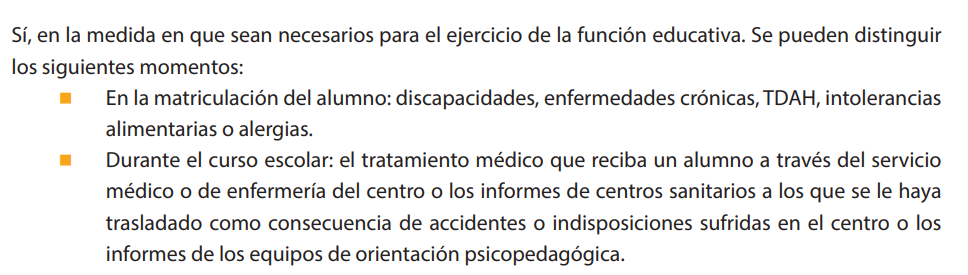 Sí, en la medida en que sean necesarios para el ejercicio de la función educativa. Se pueden distinguir
los siguientes momentos:
En la matriculación del alumno: discapacidades, enfermedades crónicas, TDAH, intolerancias
alimentarias o alergias.
Durante el curso escolar: el tratamiento médico que reciba un alumno a través del servicio
médico o de enfermería del centro o los informes de centros sanitarios a los que se le haya
trasladado como consecuencia de accidentes o indisposiciones sufridas en el centro o los
informes de los equipos de orientación psicopedagógica.